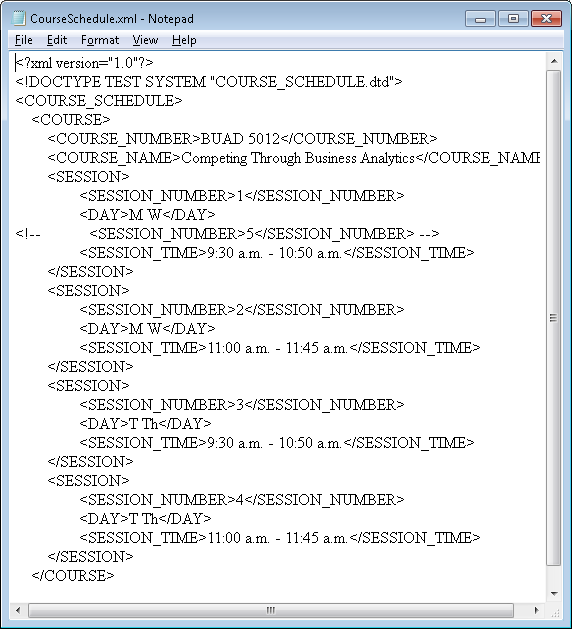 CourseSchedule.xml - Notepad
File Edit Format View Help
<?xml version="1.0"?>
<!DOCTYPE TEST SYSTEM "COURSE_SCHEDULE.dtd">
<COURSE_SCHEDULE>
<COURSE>
<COURSE_NUMBER>BUAD 5012</COURSE_NUMBER>
<COURSE_NAME>Competing Through Business Analytics</COURSE_NAME
<SESSION>
<SESSION_NUMBER>1</SESSION_NUMBER>
<DAY>M W</DAY>
<!-- <SESSION_NUMBER>5</SESSION_NUMBER> -->
<SESSION_TIME>9:30 a.m. - 10:50 a.m.</SESSION_TIME>
</SESSION>
<SESSION>
<SESSION_NUMBER>2</SESSION_NUMBER>
<DAY>M W</DAY>
<SESSION_TIME>11:00 a.m. - 11:45 a.m.</SESSION_TIME>
</SESSION>
<SESSION>
<SESSION_NUMBER>3</SESSION_NUMBER>
<DAY>T Th</DAY>
<SESSION_TIME>9:30 a.m. - 10:50 a.m.</SESSION_TIME>
</SESSION>
<SESSION>
<SESSION_NUMBER>4</SESSION_NUMBER>
<DAY>T Th</DAY>
<SESSION_TIME>11:00 a.m. - 11:45 a.m.</SESSION_TIME>
</SESSION>
</COURSE>